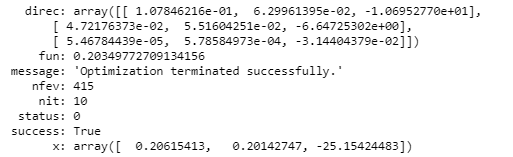 direc: array([[ 1.07846216e-01, 6.29961395e-02, -1.06952770e+01],
[ 4.72176373e-02, 5.51604251e-02, -6.64725302e+00],
[ 5.46784439e-05, 5.78584973e-04, -3.14404379e-02]])
fun: 0.20349772709134156
message: 'Optimization terminated successfully.'
nfev: 415
nit: 10
status: 0
success: True
x: array([ 0.20615413, 0.20142747, -25.15424483])